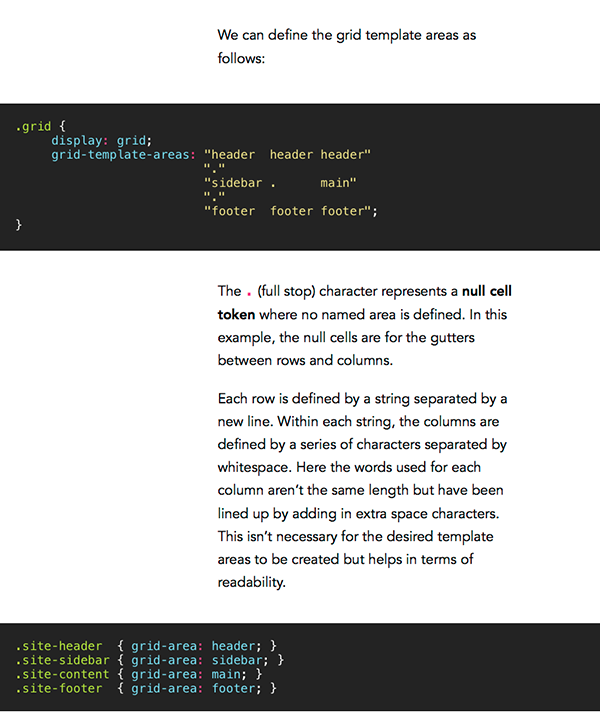 We can define the grid template areas as
follows:
.grid {
     display: grid;
     grid-template-areas: "header  header header"
                          "."
                          "sidebar .      main"
                          "."
                          "footer  footer footer";
}
The . (full stop) character represents a null cell
token where no named area is defined. In this
example, the null cells are for the gutters
between rows and columns.
Each row is defined by a string separated by a
new line. Within each string, the columns are
defined by a series of characters separated by
whitespace. Here the words used for each
column aren’t the same length but have been
lined up by adding in extra space characters.
This isn’t necessary for the desired template
areas to be created but helps in terms of
readability.
.site-header  { grid-area: header; }
.site-sidebar { grid-area: sidebar; }
.site-content { grid-area: main; }
.site-footer  { grid-area: footer; }